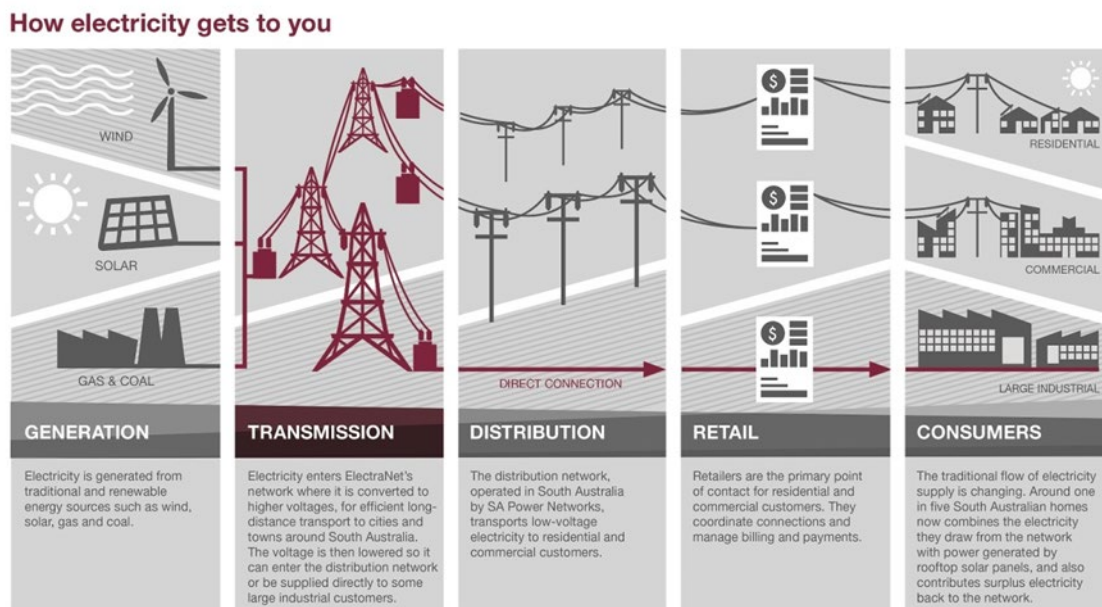 How electricity gets to you
WIND
SOLAR
GAS & COAL
DIRECT CONNECTION
$
$
$
RESIDENTIAL
COMMERCIAL
LARGE INDUSTRIAL
GENERATION
Electricity is generated from
traditional and renewable
energy sources such as wind,
solar, gas and coal.
TRANSMISSION
Electricity enters ElectraNet's
network where it is converted to
higher voltages, for efficient long-
distance transport to cities and
towns around South Australia.
The voltage is then lowered so it
can enter the distribution network
or be supplied directly to some
large industrial customers.
DISTRIBUTION
The distribution network,
operated in South Australia
by SA Power Networks,
transports low-voltage
electricity to residential and
commercial customers.
RETAIL
Retailers are the primary point
of contact for residential and
commercial customers. They
coordinate connections and
manage billing and payments.
CONSUMERS
The traditional flow of electricity
supply is changing. Around one
in five South Australian homes
now combines the electricity
they draw from the network
with power generated by
rooftop solar panels, and also
contributes surplus electricity
back to the network.